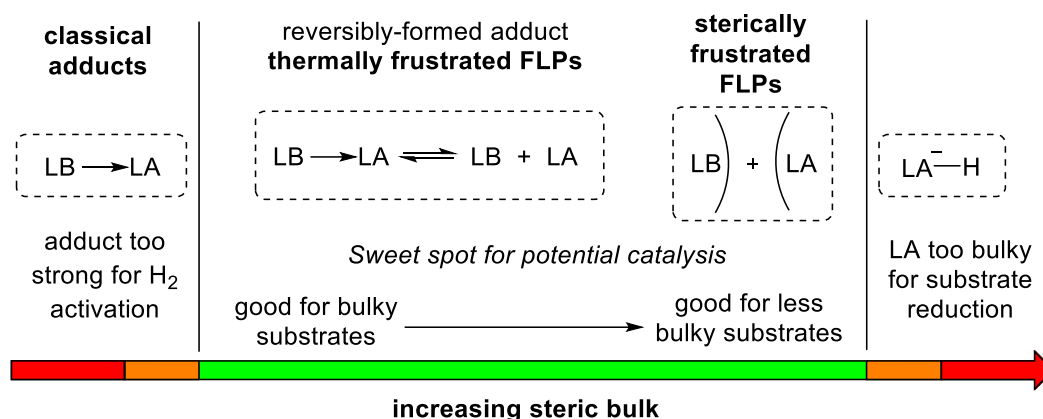 classical
adducts
reversibly-formed adduct
thermally frustrated FLPs
sterically
frustrated
FLPs
LB → LA
LB → LA ⇌ LB + LA
LB ) + ( LA
LA⁻—H
adduct too
strong for H₂
activation
Sweet spot for potential catalysis
good for bulky
substrates
good for less
bulky substrates
LA too bulky
for substrate
reduction
increasing steric bulk